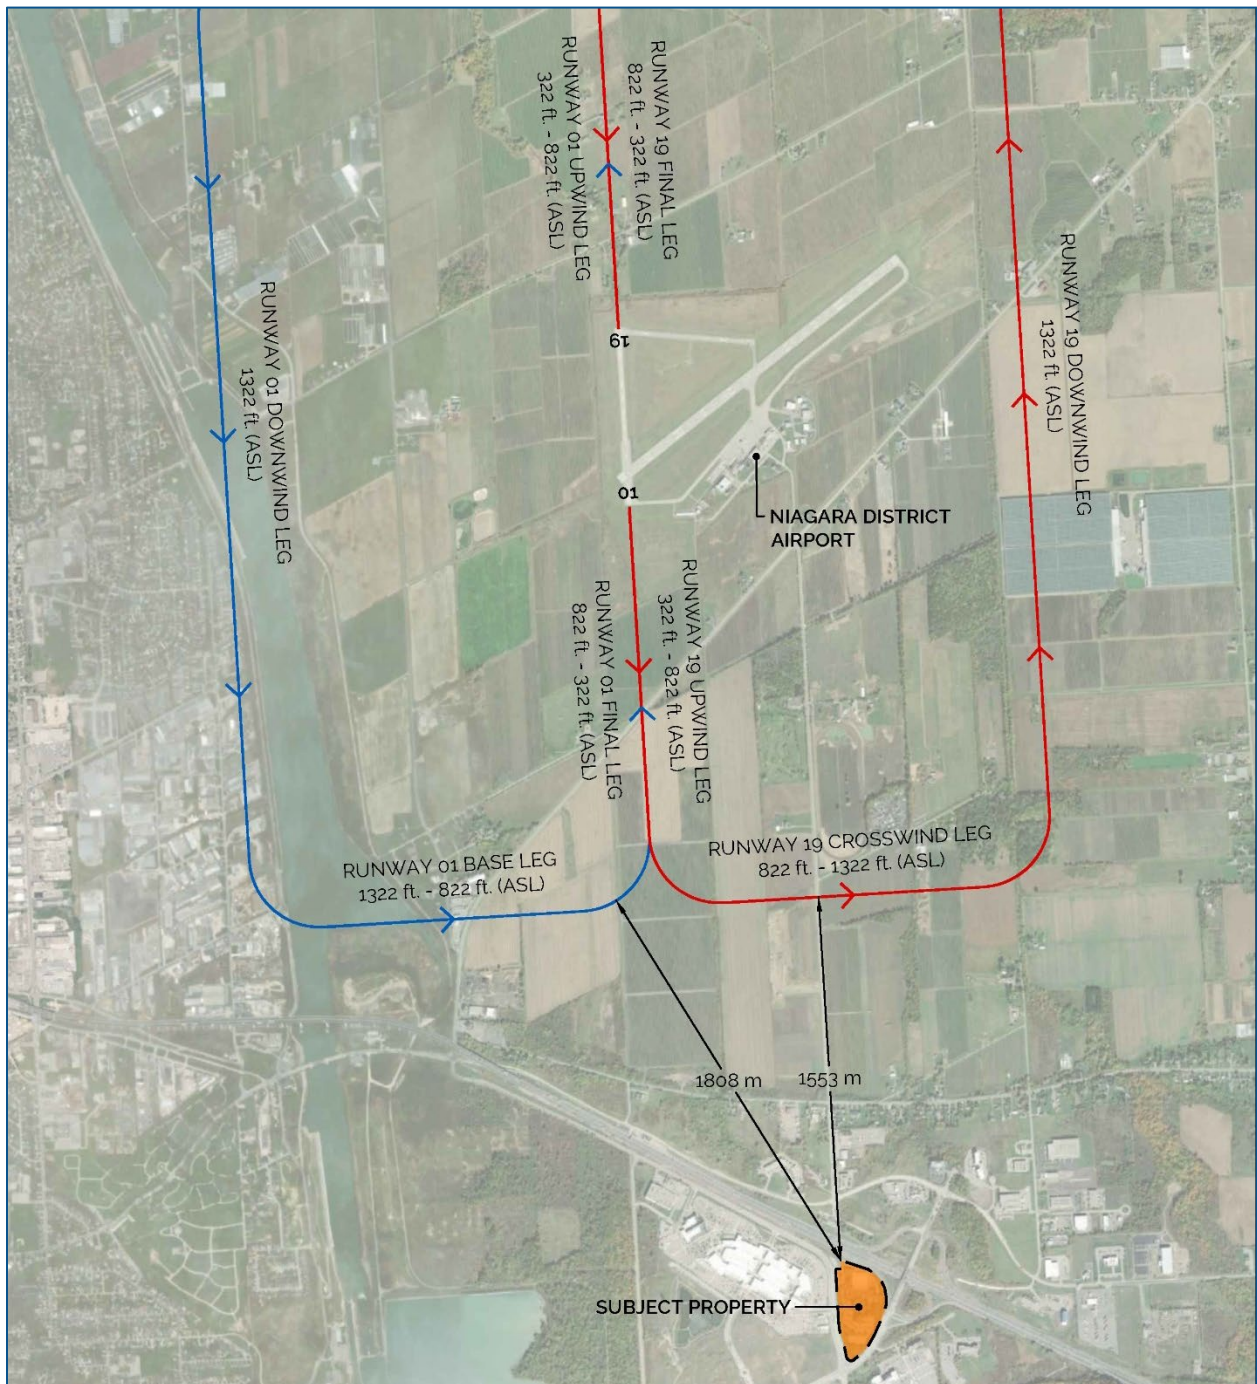 RUNWAY 01 UPWIND LEG
322 ft. - 822 ft. (ASL)
RUNWAY 19 FINAL LEG
822 ft. - 322 ft. (ASL)
RUNWAY 01 DOWNWIND LEG
1322 ft. (ASL)
RUNWAY 19 DOWNWIND LEG
1322 ft. (ASL)
19
01
NIAGARA DISTRICT
AIRPORT
RUNWAY 01 FINAL LEG
822 ft. - 322 ft. (ASL)
RUNWAY 19 UPWIND LEG
322 ft. - 822 ft. (ASL)
RUNWAY 01 BASE LEG
1322 ft. - 822 ft. (ASL)
RUNWAY 19 CROSSWIND LEG
822 ft. - 1322 ft. (ASL)
1808 m
1553 m
SUBJECT PROPERTY